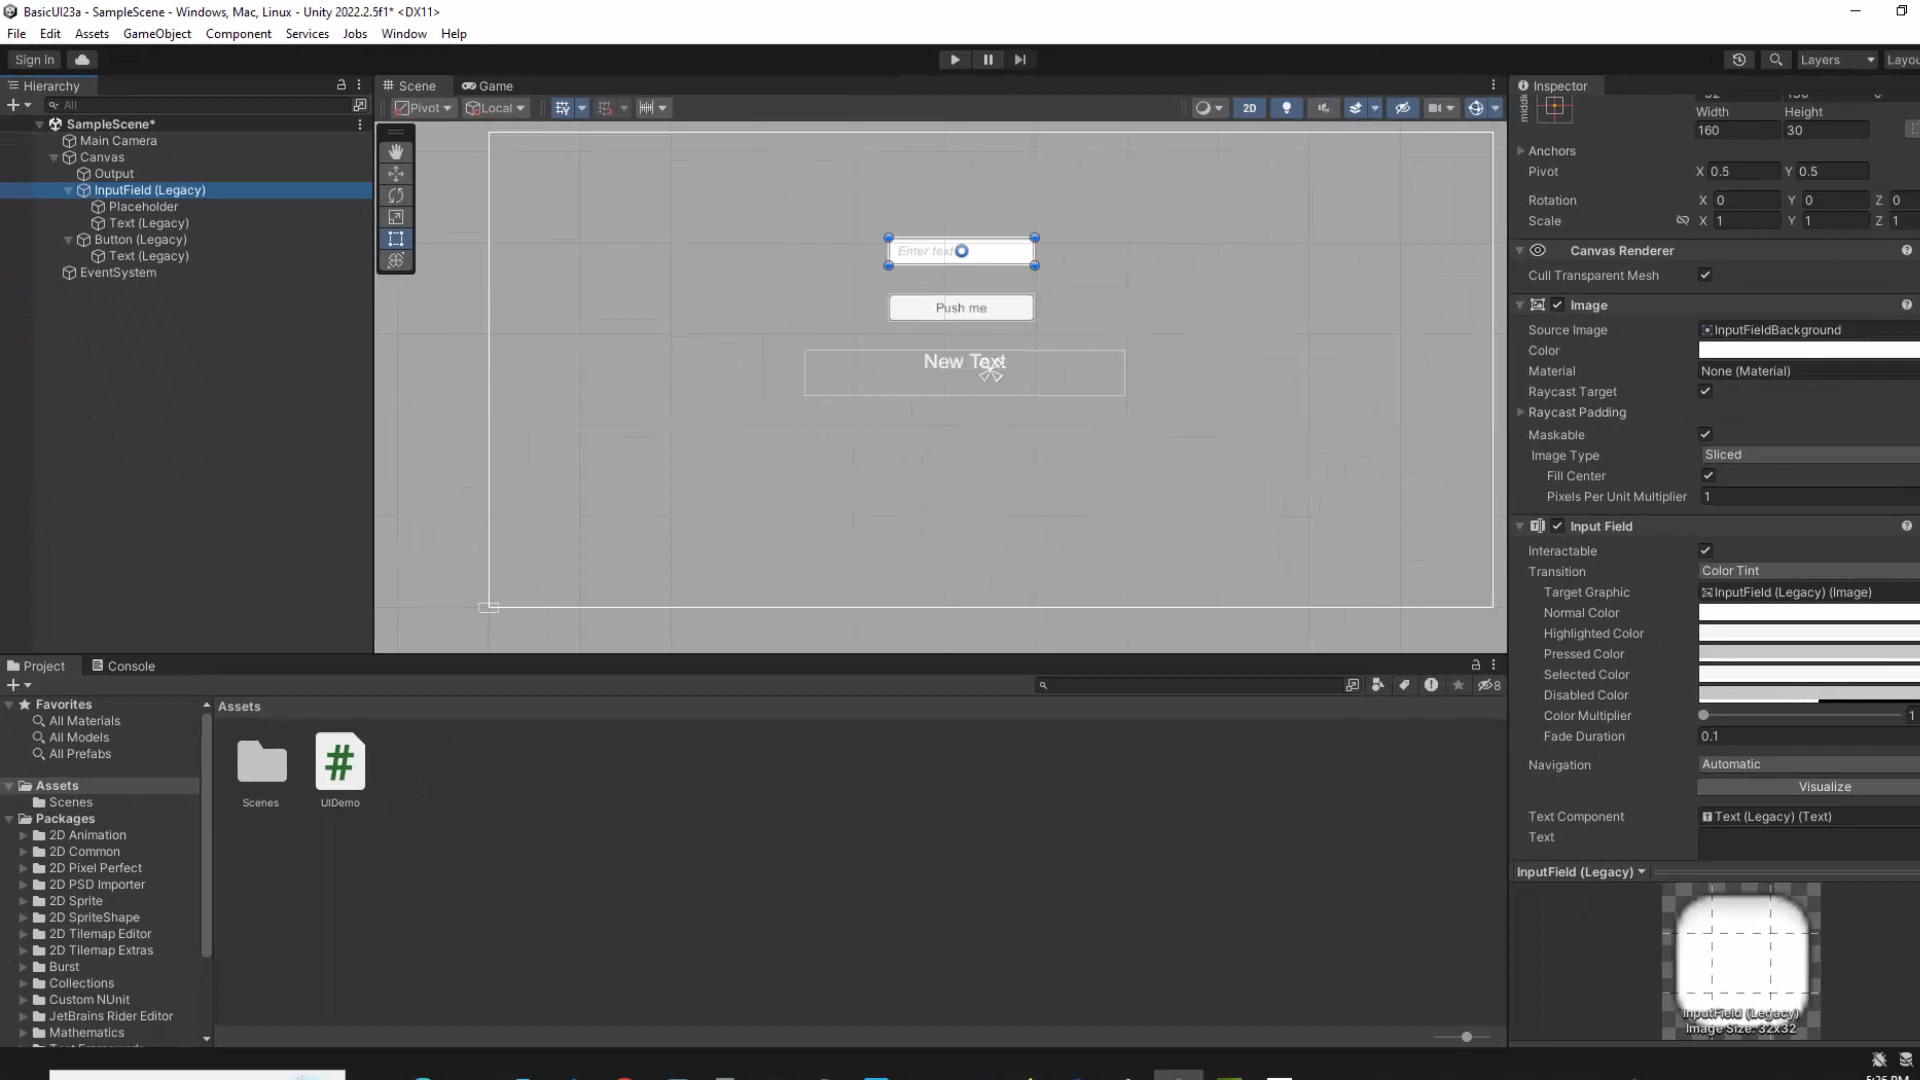 BasicUI23a - SampleScene - Windows, Mac, Linux - Unity 2022.2.5f1* <DX11>
File Edit Assets GameObject Component Services Jobs Window Help
Sign in
Layers
Hierarchy
All
SampleScene*
Main Camera
Canvas
Output
InputField (Legacy)
Placeholder
Text (Legacy)
Button (Legacy)
Text (Legacy)
EventSystem
Scene
Game
Pivot
Local
2D
Enter text
Push me
New Text
Inspector
Width
Height
160
30
Anchors
Pivot X 0.5 Y 0.5
Rotation X 0 Y 0 Z 0
Scale X 1 Y 1 Z 1
Canvas Renderer
Cull Transparent Mesh
Image
Source Image InputFieldBackground
Color
Material None (Material)
Raycast Target
Raycast Padding
Maskable
Image Type Sliced
Fill Center
Pixels Per Unit Multiplier 1
Input Field
Interactable
Transition Color Tint
Target Graphic InputField (Legacy) (Image)
Normal Color
Highlighted Color
Pressed Color
Selected Color
Disabled Color
Color Multiplier 1
Fade Duration 0.1
Navigation Automatic
Visualize
Text Component Text (Legacy) (Text)
Text
InputField (Legacy)
InputField (Legacy)
Image Size: 32x32
Project
Console
8
Favorites
All Materials
All Models
All Prefabs
Assets
Scenes
Packages
2D Animation
2D Common
2D Pixel Perfect
2D PSD Importer
2D Sprite
2D SpriteShape
2D Tilemap Editor
2D Tilemap Extras
Burst
Collections
Custom NUnit
JetBrains Rider Editor
Mathematics
Assets
Scenes
UIDemo